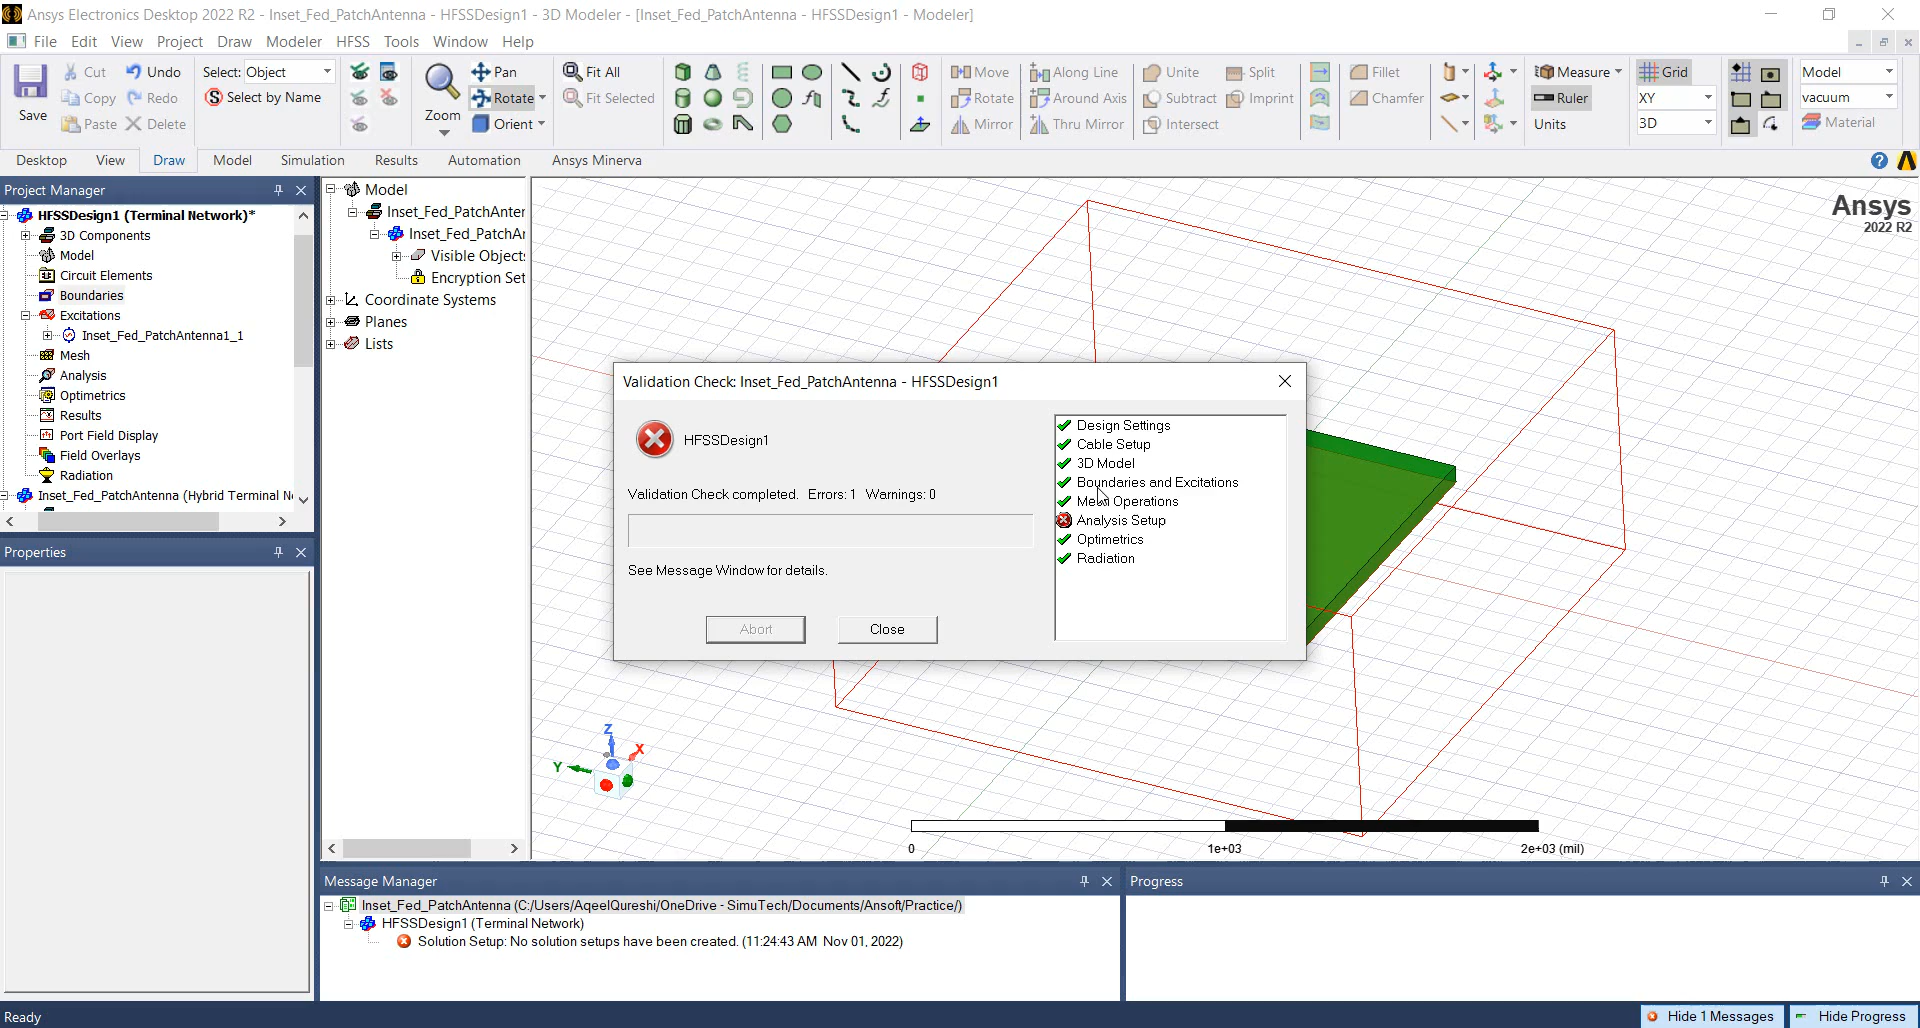 Ansys Electronics Desktop 2022 R2 - Inset_Fed_PatchAntenna - HFSSDesign1 - 3D Modeler - [Inset_Fed_PatchAntenna - HFSSDesign1 - Modeler]
File Edit View Project Draw Modeler HFSS Tools Window Help
Save
Cut
Copy
Paste
Undo
Redo
Delete
Select: Object
Select by Name
Zoom
Pan
Rotate
Orient
Fit All
Fit Selected
Move
Rotate
Mirror
Along Line
Around Axis
Thru Mirror
Unite
Subtract
Intersect
Split
Imprint
Fillet
Chamfer
Measure
Ruler
Units
Grid
XY
3D
Model
vacuum
Material
Desktop View Draw Model Simulation Results Automation Ansys Minerva
Project Manager
HFSSDesign1 (Terminal Network)*
3D Components
Model
Circuit Elements
Boundaries
Excitations
Inset_Fed_PatchAntenna1_1
Mesh
Analysis
Optimetrics
Results
Port Field Display
Field Overlays
Radiation
Inset_Fed_PatchAntenna (Hybrid Terminal N
Properties
Model
Inset_Fed_PatchAnter
Inset_Fed_PatchAr
Visible Objects
Encryption Set
Coordinate Systems
Planes
Lists
Ansys
2022 R2
Validation Check: Inset_Fed_PatchAntenna - HFSSDesign1
HFSSDesign1
Validation Check completed. Errors: 1 Warnings: 0
See Message Window for details.
Abort
Close
Design Settings
Cable Setup
3D Model
Boundaries and Excitations
Mesh Operations
Analysis Setup
Optimetrics
Radiation
Z
X
Y
0
1e+03
2e+03 (mil)
Message Manager
Inset_Fed_PatchAntenna (C:/Users/AqeelQureshi/OneDrive - SimuTech/Documents/Ansoft/Practice/)
HFSSDesign1 (Terminal Network)
Solution Setup: No solution setups have been created. (11:24:43 AM Nov 01, 2022)
Progress
Ready
Hide 1 Messages
Hide Progress